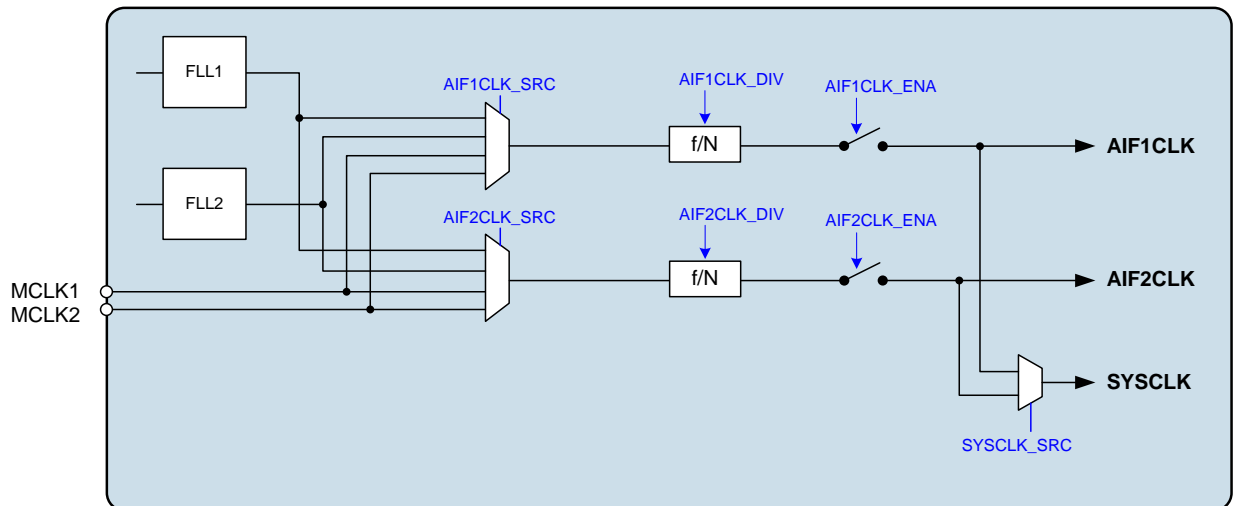 FLL1
AIF1CLK_SRC
AIF1CLK_DIV
AIF1CLK_ENA
f/N
AIF1CLK
FLL2
AIF2CLK_SRC
AIF2CLK_DIV
AIF2CLK_ENA
f/N
AIF2CLK
MCLK1
MCLK2
SYSCLK
SYSCLK_SRC